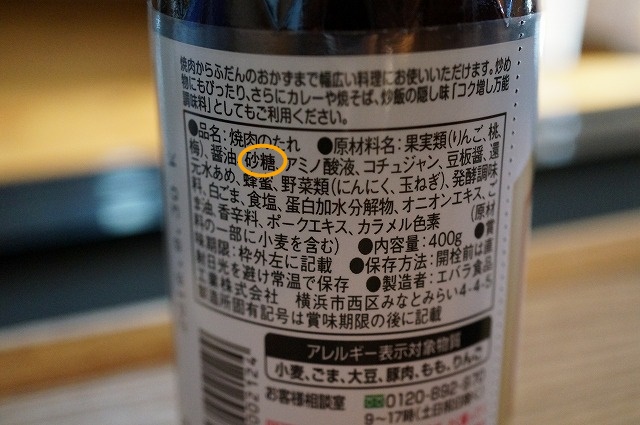 焼肉からふだんのおかずまで幅広い料理にお使いいただけます。炒め
物にもぴったり、さらにカレーや焼そば、炒飯の隠し味「コク増し万能
調味料」としてもご利用ください。
●品名:焼肉のたれ ●原材料名:果実類(りんご、桃、
梅)、醤油、砂糖、アミノ酸液、コチュジャン、豆板醤、還
元水あめ、蜂蜜、野菜類(にんにく、玉ねぎ)、発酵調味
料、白ごま、食塩、蛋白加水分解物、オニオンエキス、ご
ま油、香辛料、ポークエキス、カラメル色素 (原材
料の一部に小麦を含む) ●内容量:400g ●賞
味期限:枠外左に記載 ●保存方法:開栓前は直
射日光を避け常温で保存 ●製造者:エバラ食品
工業株式会社 横浜市西区みなとみらい4-4-5
製造所固有記号は賞味期限の後に記載
アレルギー表示対象物質
小麦、ごま、大豆、豚肉、もも、りんご
お客様相談室 0120-892-970
9～17時(土日祝日